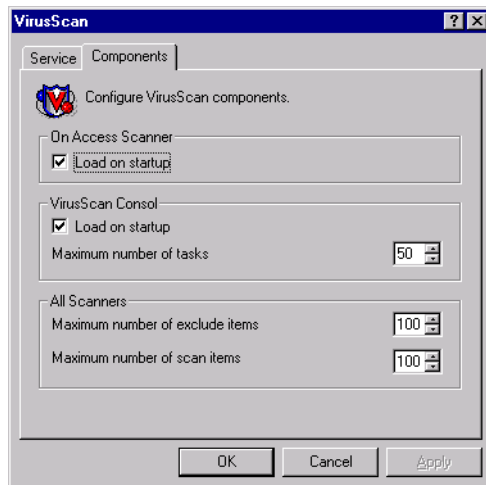 VirusScan
Service Components
Configure VirusScan components.
On Access Scanner
Load on startup
VirusScan Consol
Load on startup
Maximum number of tasks 50
All Scanners
Maximum number of exclude items 100
Maximum number of scan items 100
OK Cancel Apply